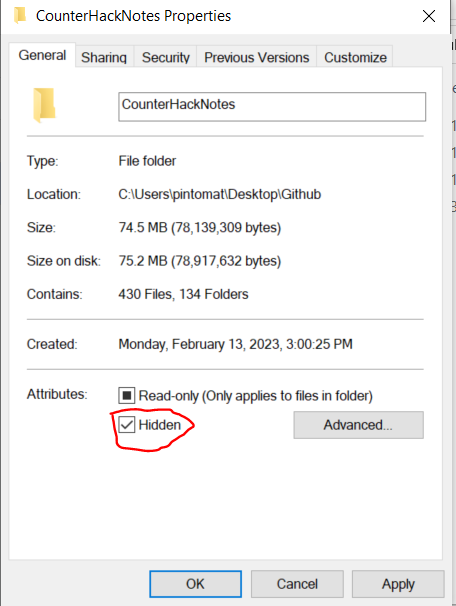 CounterHackNotes Properties
General Sharing Security Previous Versions Customize
CounterHackNotes
Type: File folder
Location: C:\Users\pintomat\Desktop\Github
Size: 74.5 MB (78,139,309 bytes)
Size on disk: 75.2 MB (78,917,632 bytes)
Contains: 430 Files, 134 Folders
Created: Monday, February 13, 2023, 3:00:25 PM
Attributes: Read-only (Only applies to files in folder)
Hidden Advanced...
OK Cancel Apply